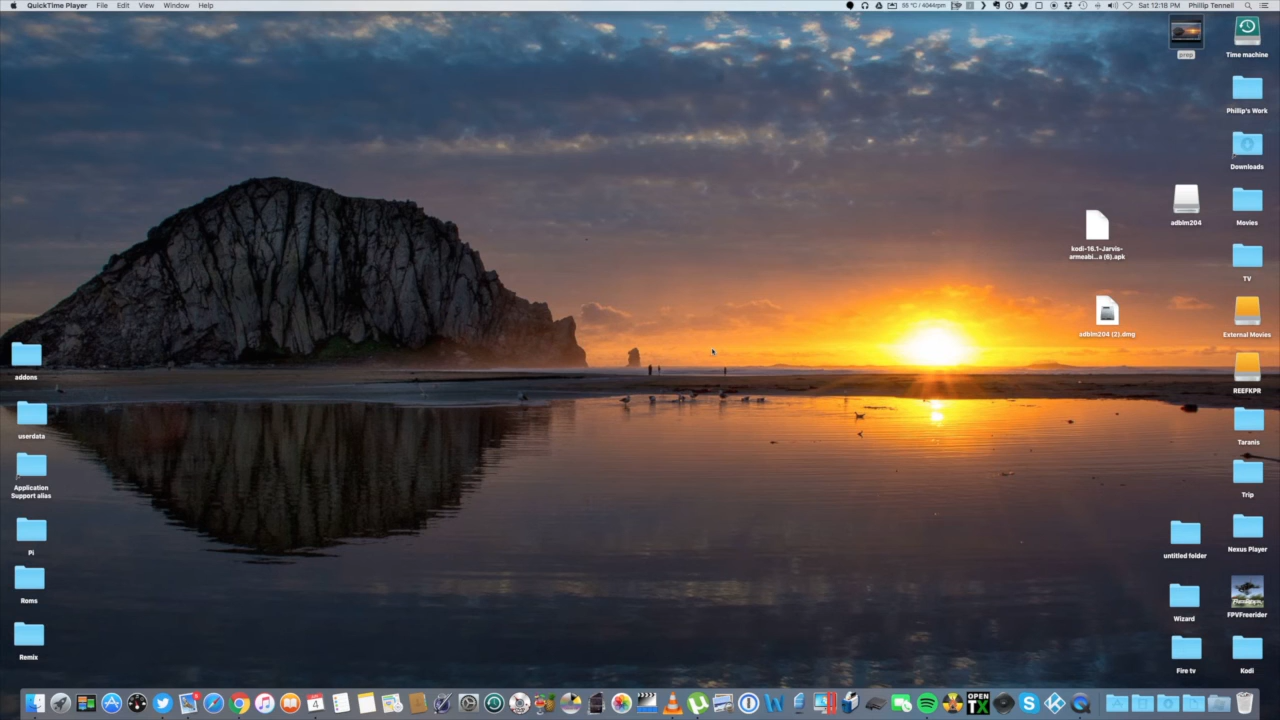 QuickTime Player File Edit View Window Help
55 °C / 4044rpm
Sat 12:18 PM Phillip Tennell
prep
Time machine
Phillip's Work
Downloads
adblm204
Movies
kodi-16.1-Jarvis-
armeabi...a (6).apk
TV
adblm204 (2).dmg
External Movies
addons
REEFKPR
userdata
Taranis
Application
Support alias
Trip
Pi
untitled folder
Nexus Player
Roms
Wizard
FPVFreerider
Remix
Fire tv
Kodi
4
OPEN
TX